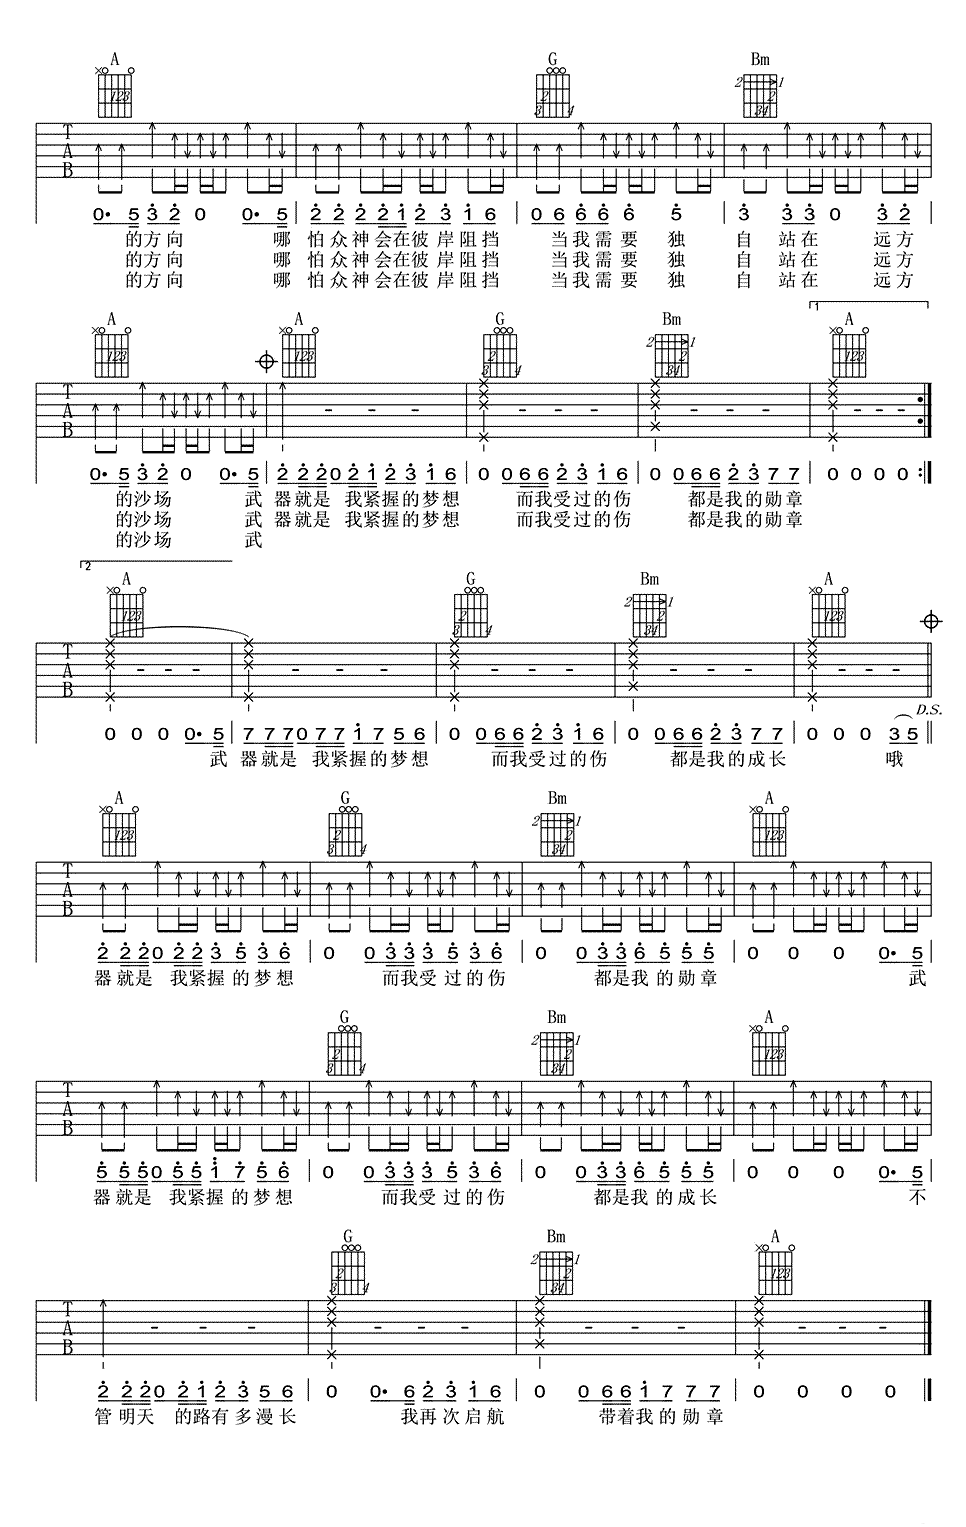 A G Bm
T A B
0· 5 3 2 0 0· 5 | 2 2 2 2 1 2 3 1 6 | 0 6 6 6 6 5 | 3 3 3 0 3 2
的方向 哪 怕众神会在彼岸阻挡 当我需要 独 自 站在 远方
的方向 哪 怕众神会在彼岸阻挡 当我需要 独 自 站在 远方
的方向 哪 怕众神会在彼岸阻挡 当我需要 独 自 站在 远方
1
A A G Bm A
T A B
0· 5 3 2 0 0· 5 | 2 2 2 0 2 1 2 3 1 6 | 0 0 6 6 2 3 1 6 | 0 0 6 6 2 3 7 7 | 0 0 0 0 :|
的沙场 武 器就是 我紧握的梦想 而我受过的伤 都是我的勋章
的沙场 武 器就是 我紧握的梦想 而我受过的伤 都是我的勋章
的沙场 武
2
A G Bm A
T A B
D.S.
0 0 0 0· 5 | 7 7 7 0 7 7 1 7 5 6 | 0 0 6 6 2 3 1 6 | 0 0 6 6 2 3 7 7 | 0 0 0 3 5
武 器就是 我紧握的梦想 而我受过的伤 都是我的成长 哦
A G Bm A
T A B
2 2 2 0 2 2 3 5 3 6 | 0 0 3 3 3 5 3 6 | 0 0 3 3 6 5 5 5 | 0 0 0 0· 5
器就是 我紧握的梦想 而我受过的伤 都是我的勋章 武
G Bm A
T A B
5 5 5 0 5 5 1 7 5 6 | 0 0 3 3 3 5 3 6 | 0 0 3 3 6 5 5 5 | 0 0 0 0· 5
器就是 我紧握的梦想 而我受过的伤 都是我的成长 不
G Bm A
T A B
2 2 2 0 2 1 2 3 5 6 | 0 0· 6 2 3 1 6 | 0 0 6 6 1 7 7 7 | 0 0 0 0
管明天 的路有多漫长 我再次启航 带着我的勋章